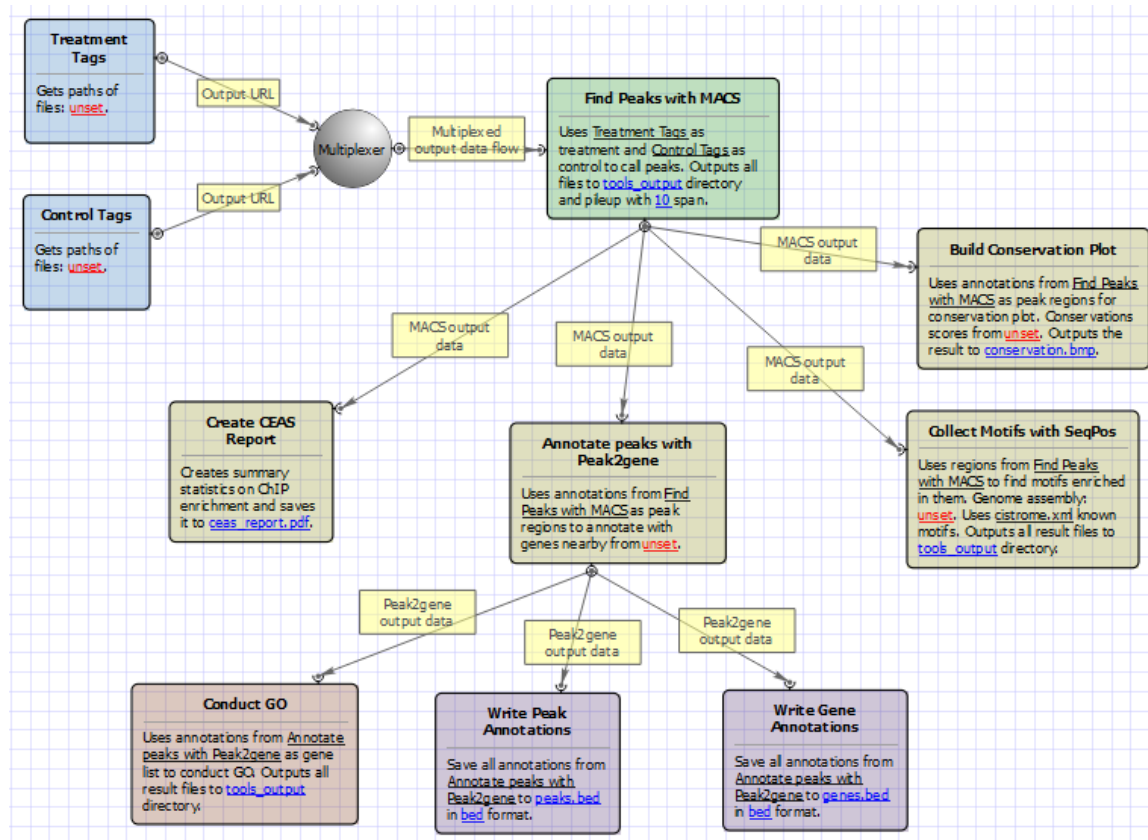 Treatment
Tags
Gets paths of
files: unset.
Output URL
Control Tags
Gets paths of
files: unset.
Output URL
Multiplexer
Multiplexed
output data flow
Find Peaks with MACS
Uses Treatment Tags as
treatment and Control Tags as
control to call peaks. Outputs all
files to tools_output directory
and pileup with 10 span.
MACS output
data
Build Conservation Plot
Uses annotations from Find Peaks
with MACS as peak regions for
conservation plot. Conservations
scores from unset. Outputs the
result to conservation.bmp.
MACS output
data
MACS output
data
MACS output
data
Create CEAS
Report
Creates summary
statistics on ChIP
enrichment and saves
it to ceas_report.pdf.
Annotate peaks with
Peak2gene
Uses annotations from Find
Peaks with MACS as peak
regions to annotate with
genes nearby from unset.
Collect Motifs with SeqPos
Uses regions from Find Peaks
with MACS to find motifs enriched
in them. Genome assembly:
unset. Uses cistrome.xml known
motifs. Outputs all result files to
tools_output directory.
Peak2gene
output data
Peak2gene
output data
Peak2gene
output data
Conduct GO
Uses annotations from Annotate
peaks with Peak2gene as gene
list to conduct GO. Outputs all
result files to tools_output
directory.
Write Peak
Annotations
Save all annotations from
Annotate peaks with
Peak2gene to peaks.bed
in bed format.
Write Gene
Annotations
Save all annotations from
Annotate peaks with
Peak2gene to genes.bed
in bed format.